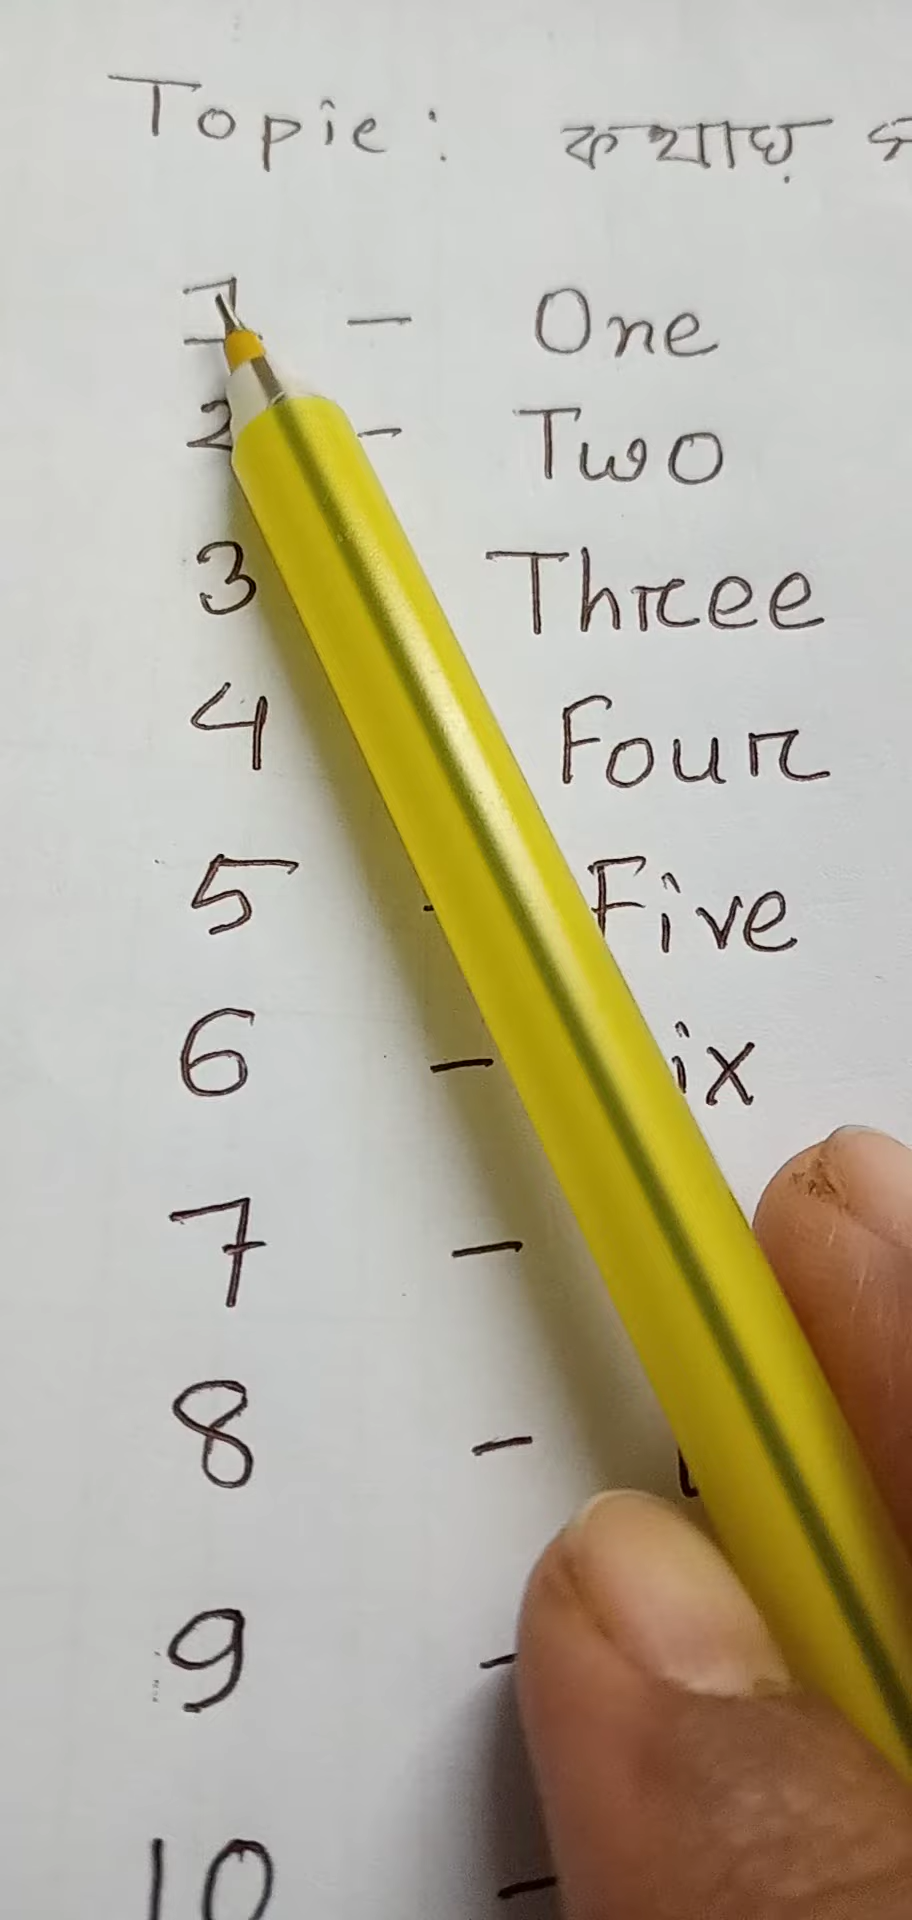 Topic: কথায়
1 - One
2 - Two
3 Three
4 Four
5 - Five
6 -
7 -
8 -
9 -
10 -